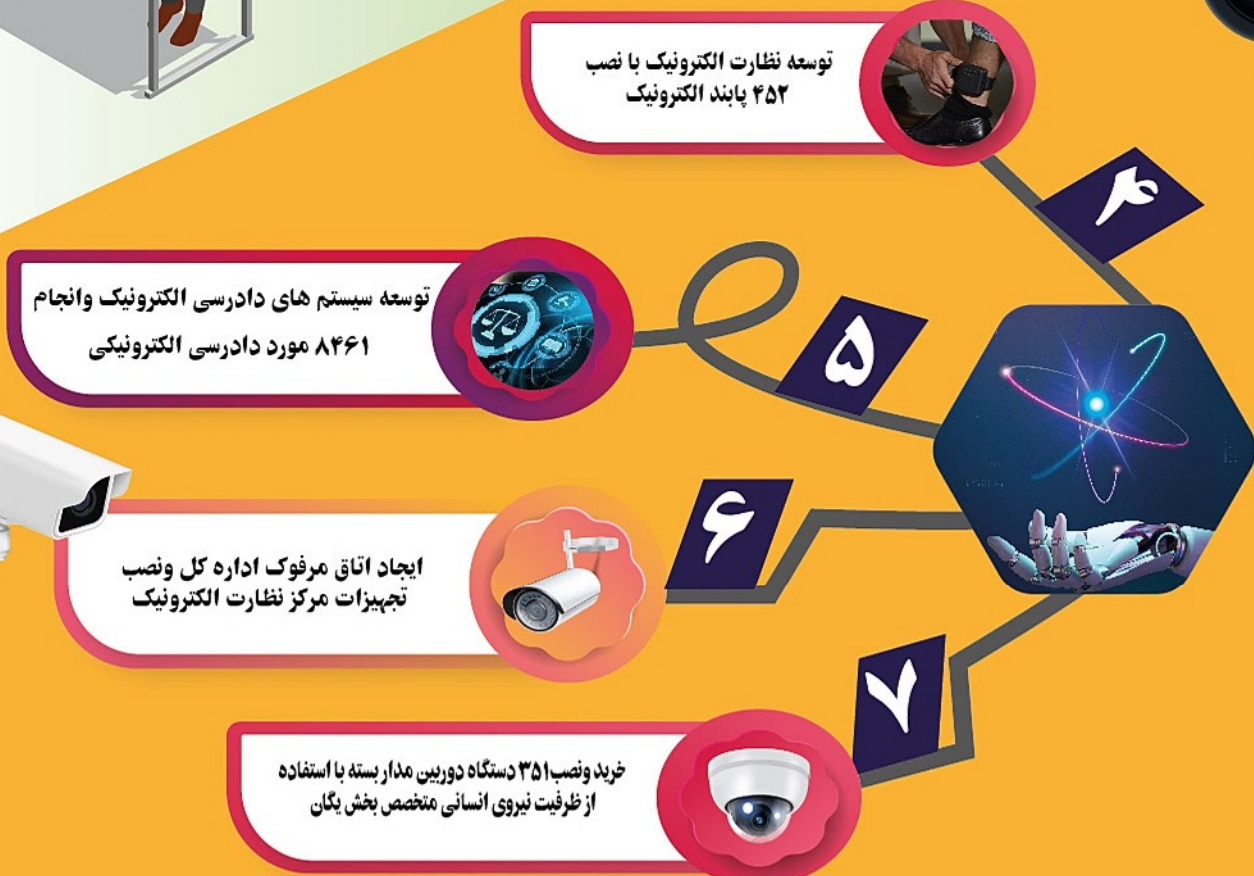 ۴
توسعه نظارت الکترونیک با نصب
۴۵۲ پابند الکترونیک
۵
توسعه سیستم های دادرسی الکترونیک وانجام
۸۴۶۱ مورد دادرسی الکترونیکی
۶
ایجاد اتاق مرفوک اداره کل ونصب
تجهیزات مرکز نظارت الکترونیک
۷
خرید ونصب۳۵۱ دستگاه دوربین مدار بسته با استفاده
از ظرفیت نیروی انسانی متخصص بخش یگان